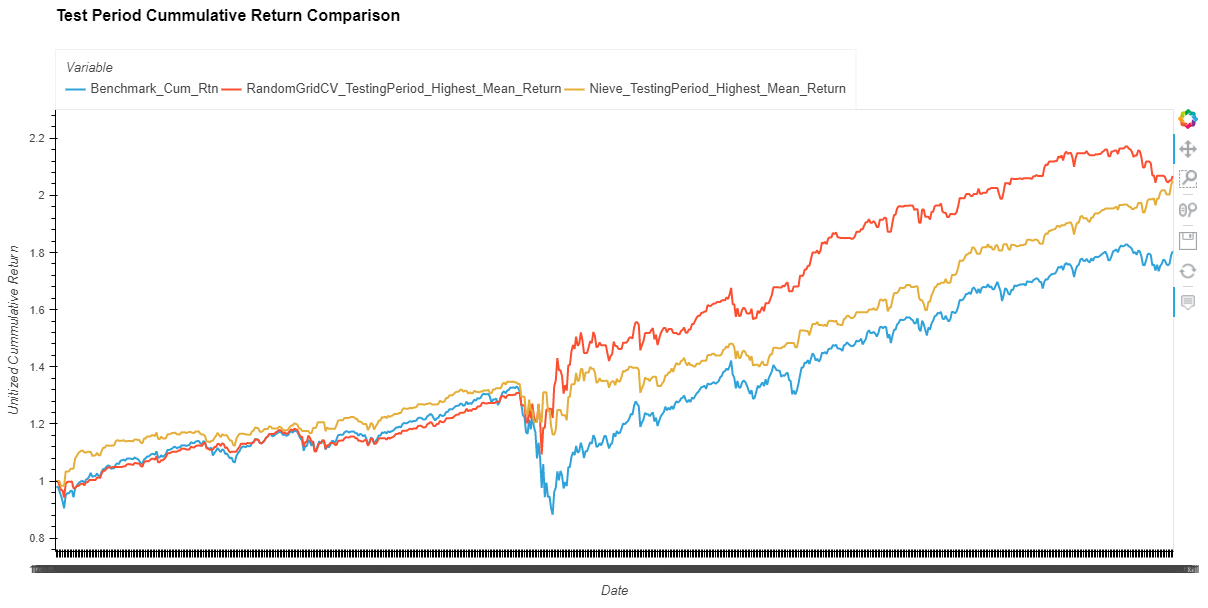 Test Period Cummulative Return Comparison
Variable
Benchmark_Cum_Rtn RandomGridCV_TestingPeriod_Highest_Mean_Return Nieve_TestingPeriod_Highest_Mean_Return
2.2
2
1.8
1.6
1.4
1.2
1
0.8
Unitized Cummulative Return
Date